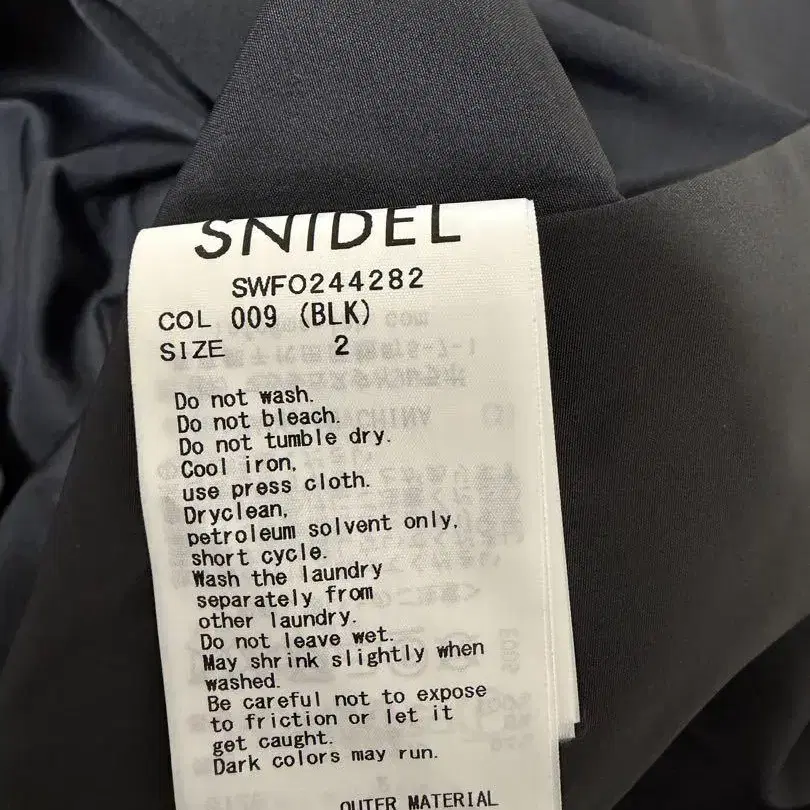 SNIDEL
SWFO244282
COL 009 (BLK)
SIZE 2
Do not wash.
Do not bleach.
Do not tumble dry.
Cool iron,
use press cloth.
Dryclean,
petroleum solvent only,
short cycle.
Wash the laundry
separately from
other laundry.
Do not leave wet.
May shrink slightly when
washed.
Be careful not to expose
to friction or let it
get caught.
Dark colors may run.
OUTER MATERIAL